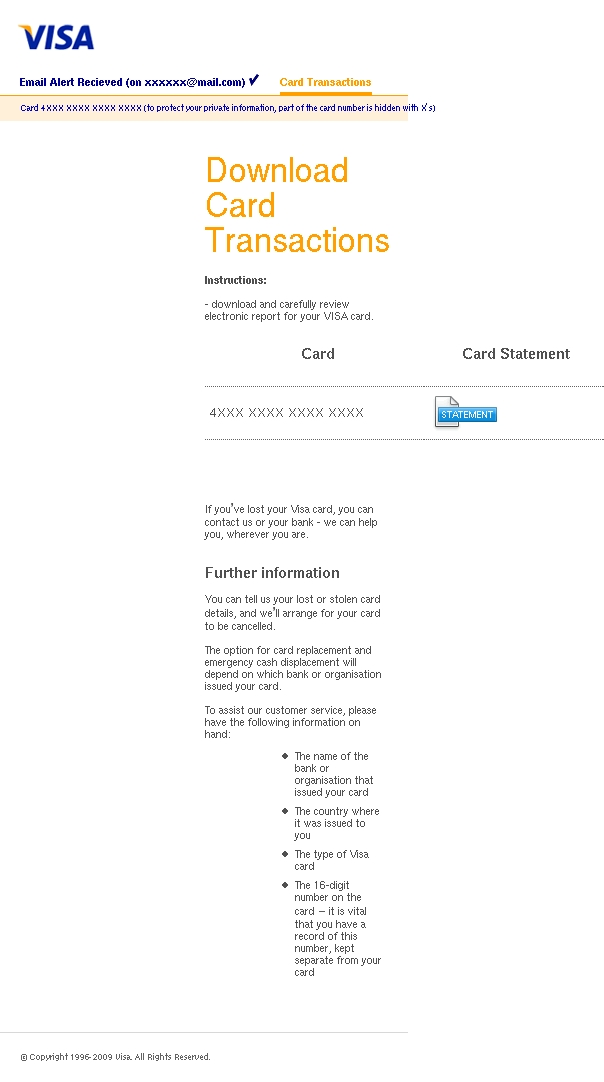 VISA
Email Alert Recieved (on xxxxxx@mail.com) ✔ Card Transactions
Card 4XXX XXXX XXXX XXXX (to protect your private information, part of the card number is hidden with X's)
Download
Card
Transactions
Instructions:
- download and carefully review
electronic report for your VISA card.
Card Card Statement
4XXX XXXX XXXX XXXX STATEMENT
If you've lost your Visa card, you can
contact us or your bank - we can help
you, wherever you are.
Further information
You can tell us your lost or stolen card
details, and we'll arrange for your card
to be cancelled.
The option for card replacement and
emergency cash displacement will
depend on which bank or organisation
issued your card.
To assist our customer service, please
have the following information on
hand:
◆ The name of the
bank or
organisation that
issued your card
◆ The country where
it was issued to
you
◆ The type of Visa
card
◆ The 16-digit
number on the
card – it is vital
that you have a
record of this
number, kept
separate from your
card
© Copyright 1996-2009 Visa. All Rights Reserved.